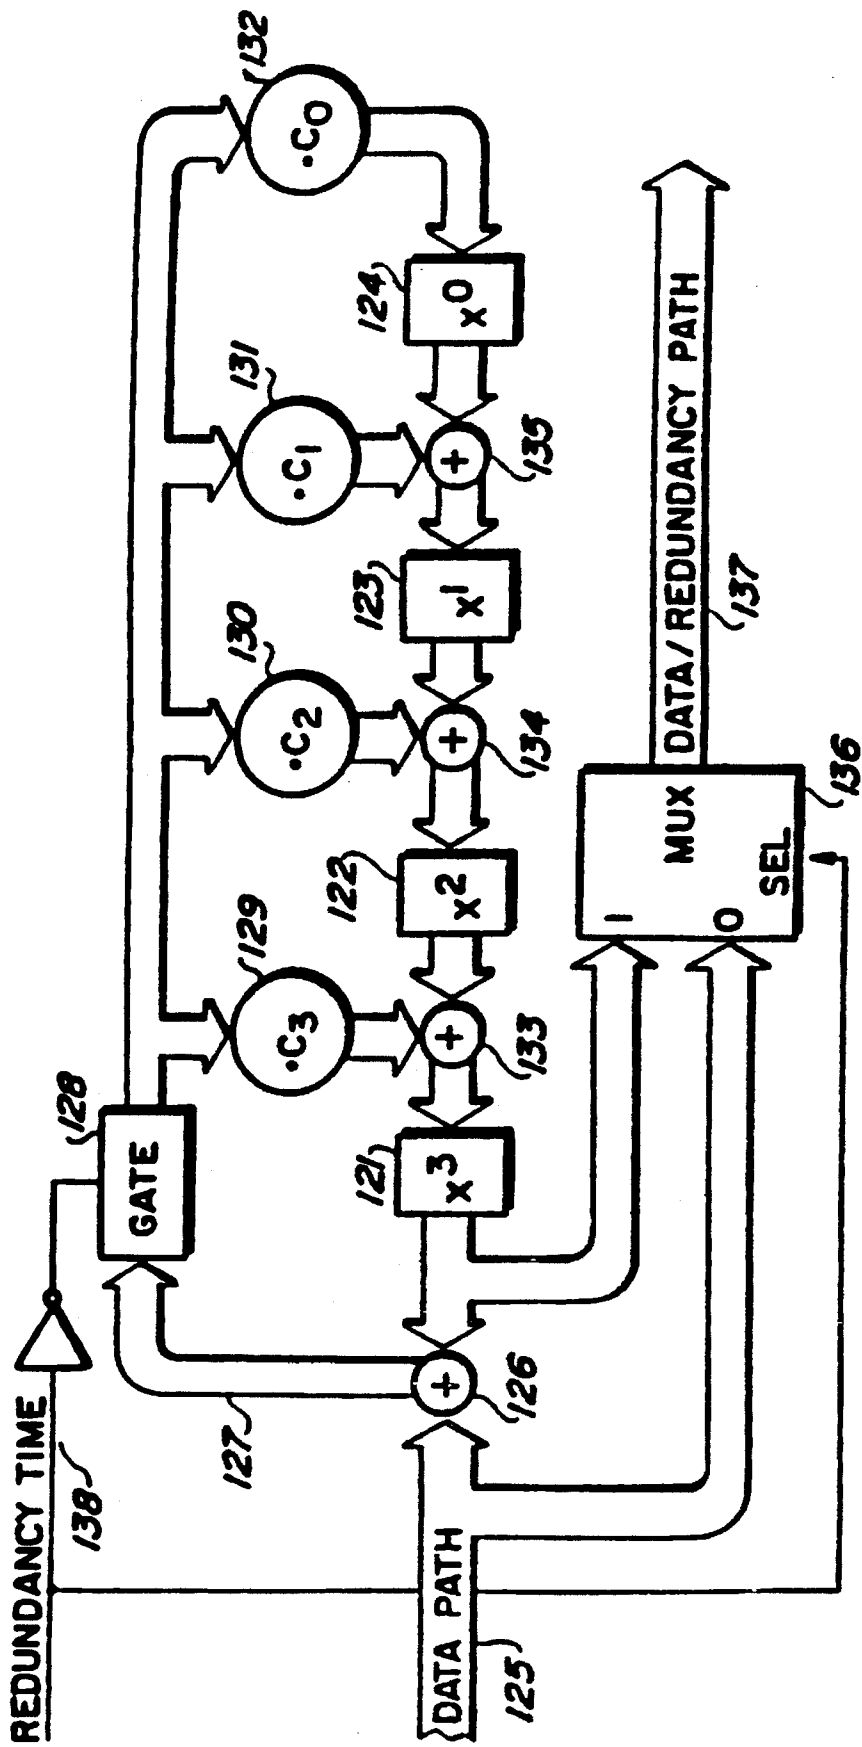 REDUNDANCY TIME
138
128
GATE
127
129
·C3
130
·C2
131
·C1
132
·C0
DATA PATH
125
+
126
121
x³
+
133
122
x²
+
134
123
x¹
+
135
124
x⁰
1
0
MUX
SEL
136
DATA/REDUNDANCY PATH
137